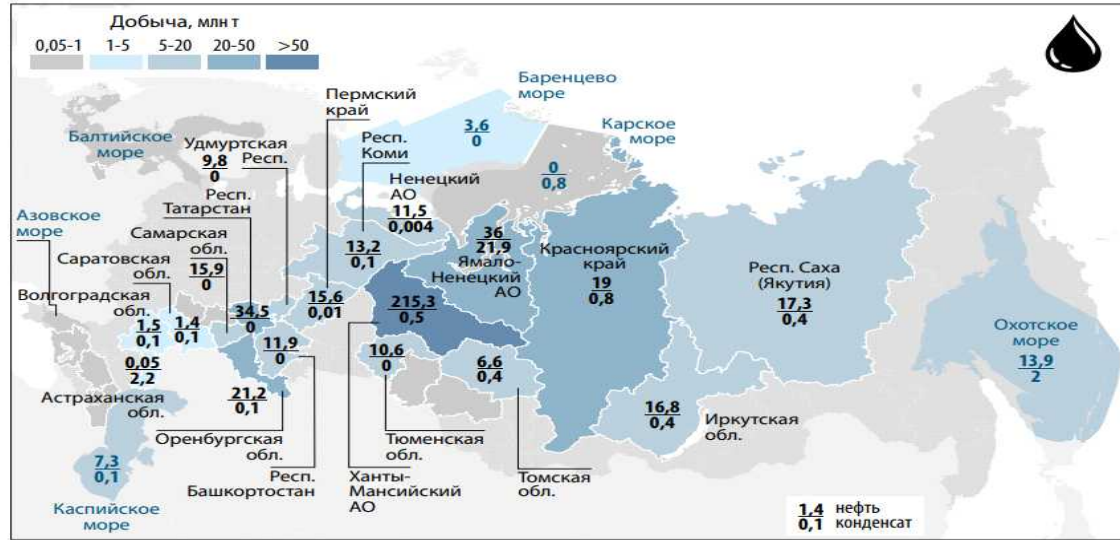 Добыча, млн т
0,05-1 1-5 5-20 20-50 >50
Баренцево
море
3,6
0
Карское
море
0
0,8
Балтийское
море
Удмуртская
Респ.
9,8
0
Пермский
край
Респ.
Коми
Ненецкий
АО
11,5
0,004
Респ.
Татарстан
Азовское
море
Самарская
обл.
15,9
0
Саратовская
обл.
Волгоградская
обл.
1,5
0,1
1,4
0,1
34,5
0
13,2
0,1
15,6
0,01
36
21,9
Ямало-
Ненецкий
АО
Красноярский
край
19
0,8
Респ. Саха
(Якутия)
17,3
0,4
215,3
0,5
11,9
0
10,6
0
6,6
0,4
Охотское
море
13,9
2
0,05
2,2
Астраханская
обл.
21,2
0,1
16,8
0,4
Иркутская
обл.
Оренбургская
обл.
Тюменская
обл.
7,3
0,1
Каспийское
море
Респ.
Башкортостан
Ханты-
Мансийский
АО
Томская
обл.
1,4 нефть
0,1 конденсат